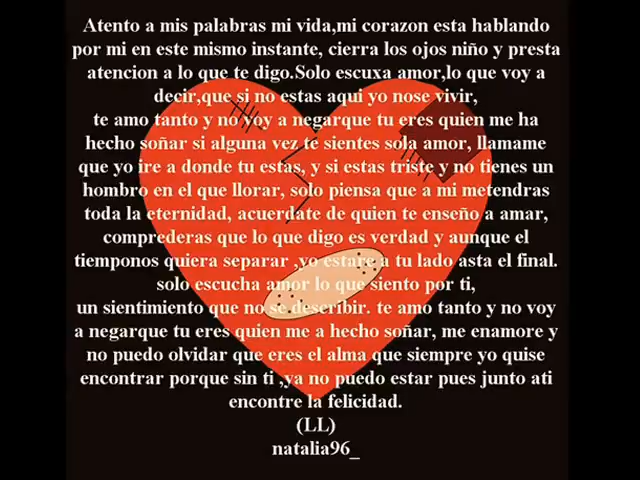 Atento a mis palabras mi vida,mi corazon esta hablando
por mi en este mismo instante, cierra los ojos niño y presta
atencion a lo que te digo.Solo escuxa amor,lo que voy a
decir,que si no estas aqui yo nose vivir,
te amo tanto y no voy a negarque tu eres quien me ha
hecho soñar si alguna vez te sientes sola amor, llamame
que yo ire a donde tu estas, y si estas triste y no tienes un
hombro en el que llorar, solo piensa que a mi metendras
toda la eternidad, acuerdate de quien te enseño a amar,
comprederas que lo que digo es verdad y aunque el
tiemponos quiera separar ,yo estare a tu lado asta el final.
solo escucha amor lo que siento por ti,
un sientimiento que no se describir. te amo tanto y no voy
a negarque tu eres quien me a hecho soñar, me enamore y
no puedo olvidar que eres el alma que siempre yo quise
encontrar porque sin ti ,ya no puedo estar pues junto ati
encontre la felicidad.
(LL)
natalia96_